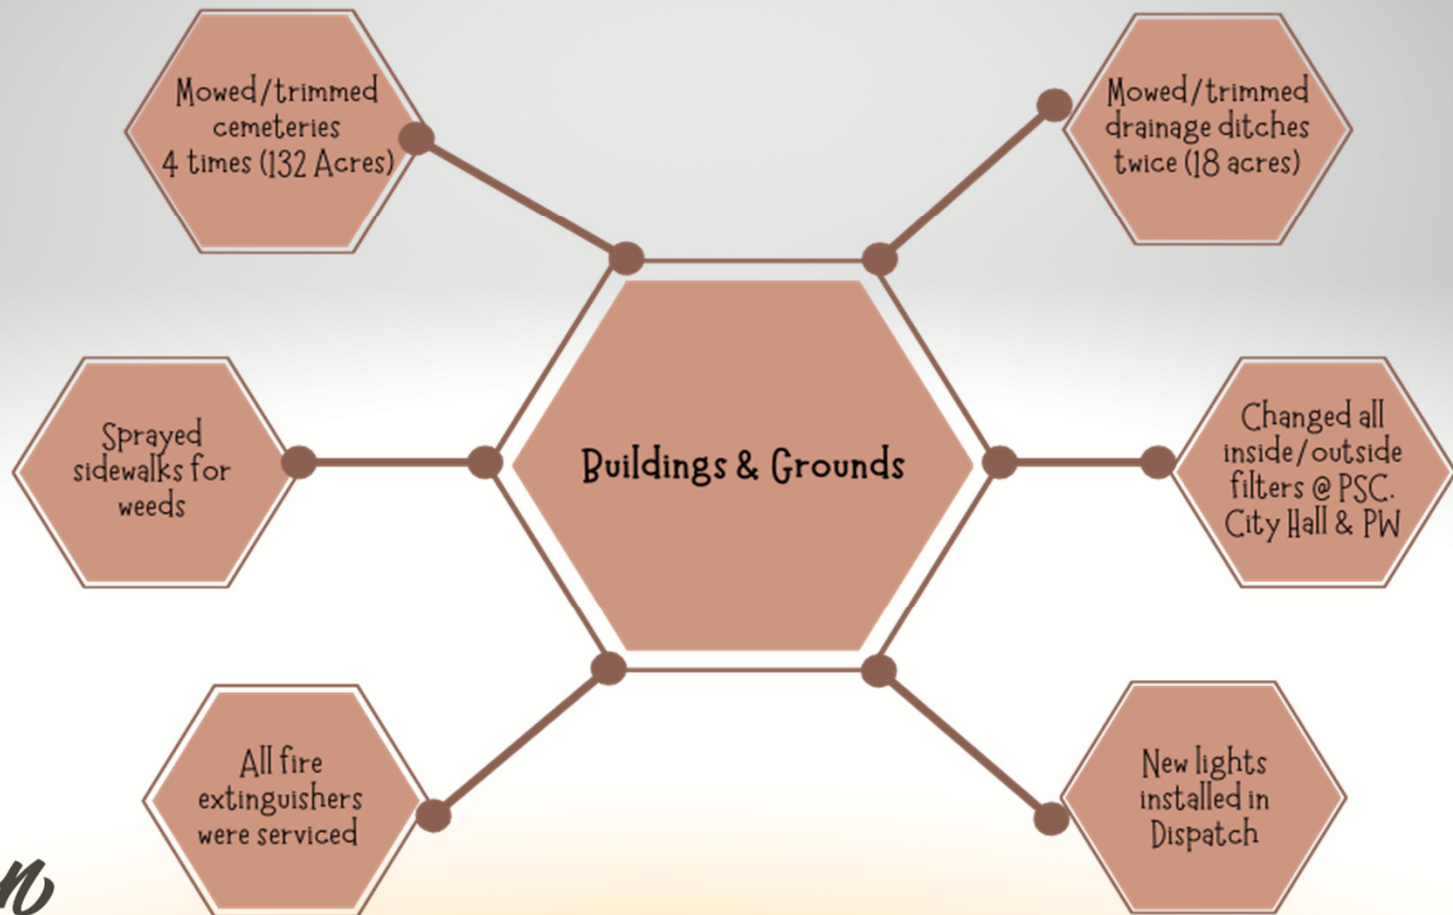 Mowed/trimmed
cemeteries
4 times (132 Acres)
Mowed/trimmed
drainage ditches
twice (18 acres)
Sprayed
sidewalks for
weeds
Buildings & Grounds
Changed all
inside/outside
filters @ PSC.
City Hall & PW
All fire
extinguishers
were serviced
New lights
installed in
Dispatch